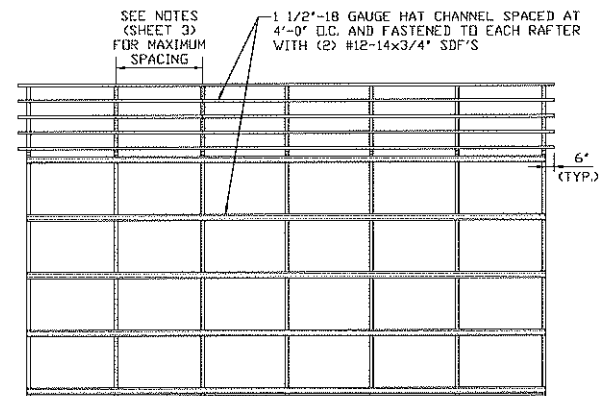 SEE NOTES
(SHEET 3)
FOR MAXIMUM
SPACING
1 1/2"-18 GAUGE HAT CHANNEL SPACED AT
4'-0" O.C. AND FASTENED TO EACH RAFTER
WITH (2) #12-14x3/4" SDF'S
6"
(TYP.)